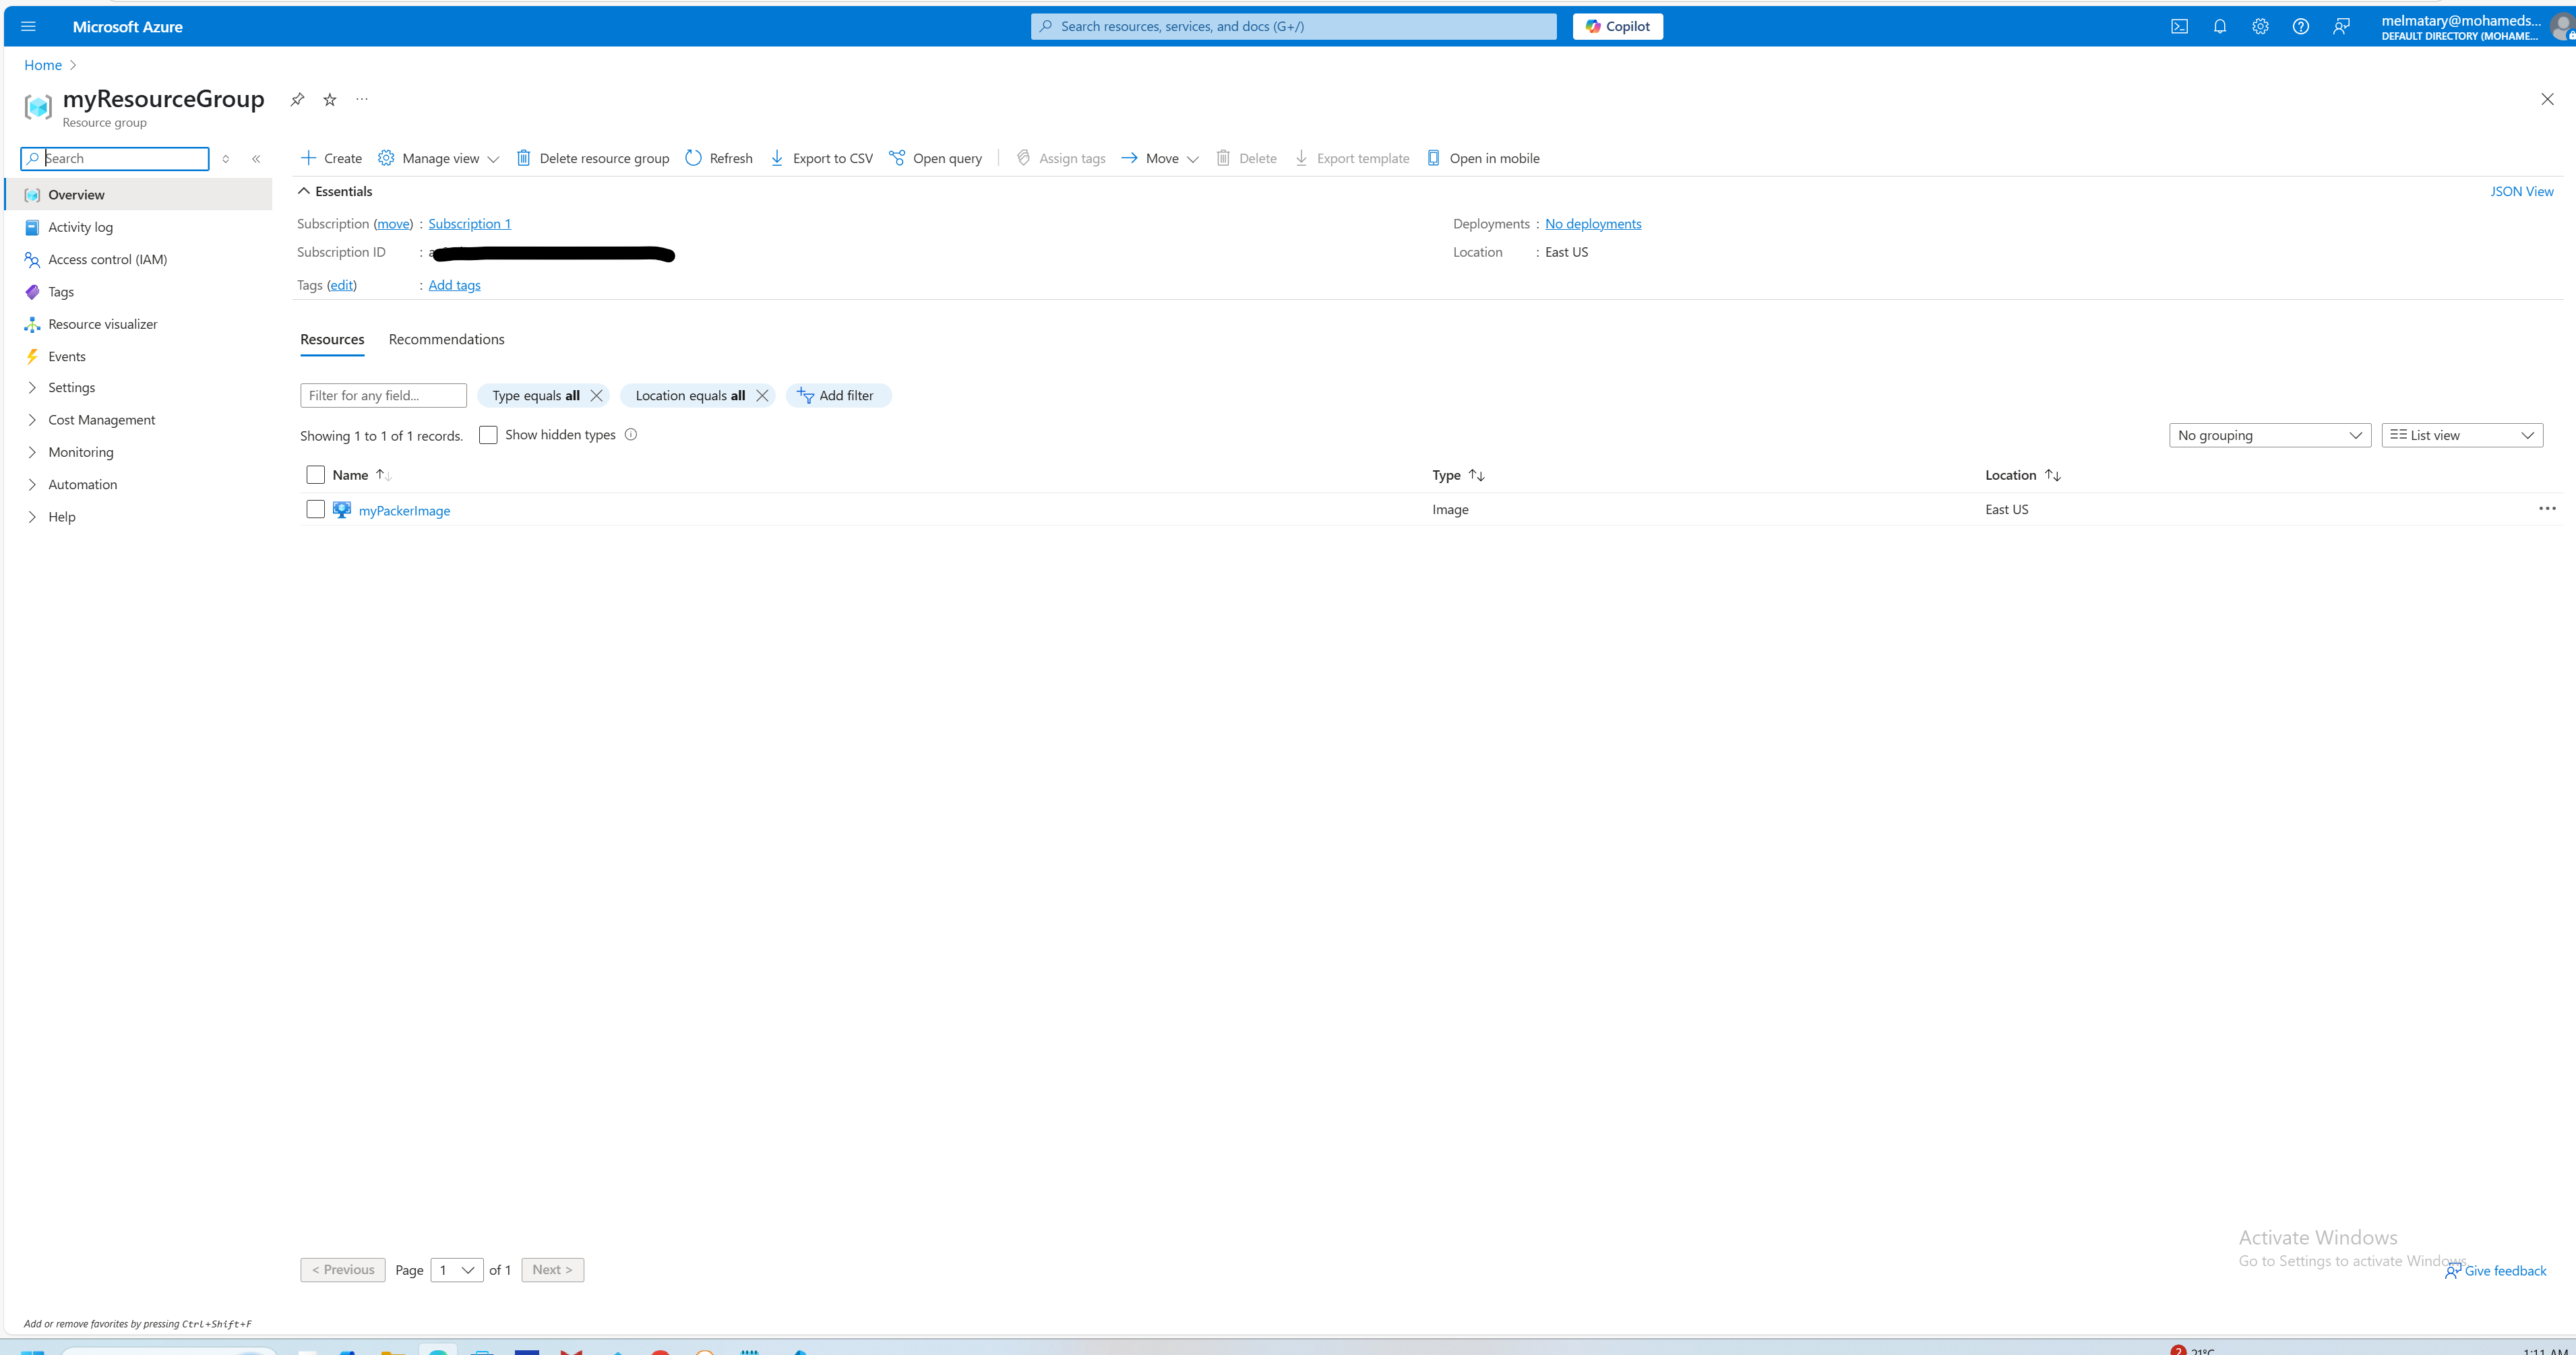 Microsoft Azure
Search resources, services, and docs (G+/)
Copilot
melmatary@mohameds...
DEFAULT DIRECTORY (MOHAME...
Home
myResourceGroup
Resource group
Search
Create
Manage view
Delete resource group
Refresh
Export to CSV
Open query
Assign tags
Move
Delete
Export template
Open in mobile
Overview
Activity log
Access control (IAM)
Tags
Resource visualizer
Events
Settings
Cost Management
Monitoring
Automation
Help
Essentials
JSON View
Subscription (move) : Subscription 1
Deployments : No deployments
Subscription ID : a
Location : East US
Tags (edit) : Add tags
Resources
Recommendations
Filter for any field...
Type equals all
Location equals all
Add filter
Showing 1 to 1 of 1 records.
Show hidden types
No grouping
List view
Name
Type
Location
myPackerImage
Image
East US
Activate Windows
Go to Settings to activate Windows.
< Previous
Page 1 of 1
Next >
Give feedback
Add or remove favorites by pressing Ctrl+Shift+F
2
21°C
1:11 AM